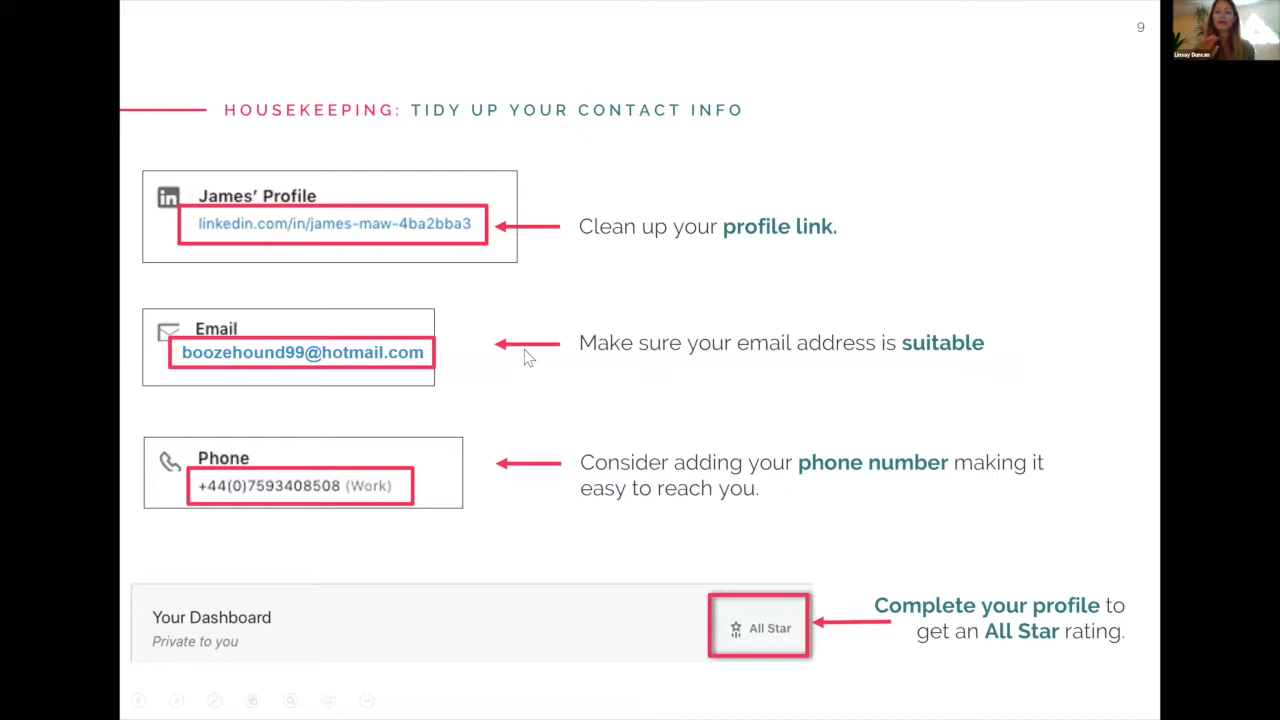 9
Linsay Duncan
HOUSEKEEPING: TIDY UP YOUR CONTACT INFO
in
James' Profile
linkedin.com/in/james-maw-4ba2bba3
Clean up your profile link.
Email
boozehound99@hotmail.com
Make sure your email address is suitable
Phone
+44(0)7593408508 (Work)
Consider adding your phone number making it
easy to reach you.
Your Dashboard
Private to you
All Star
Complete your profile to
get an All Star rating.